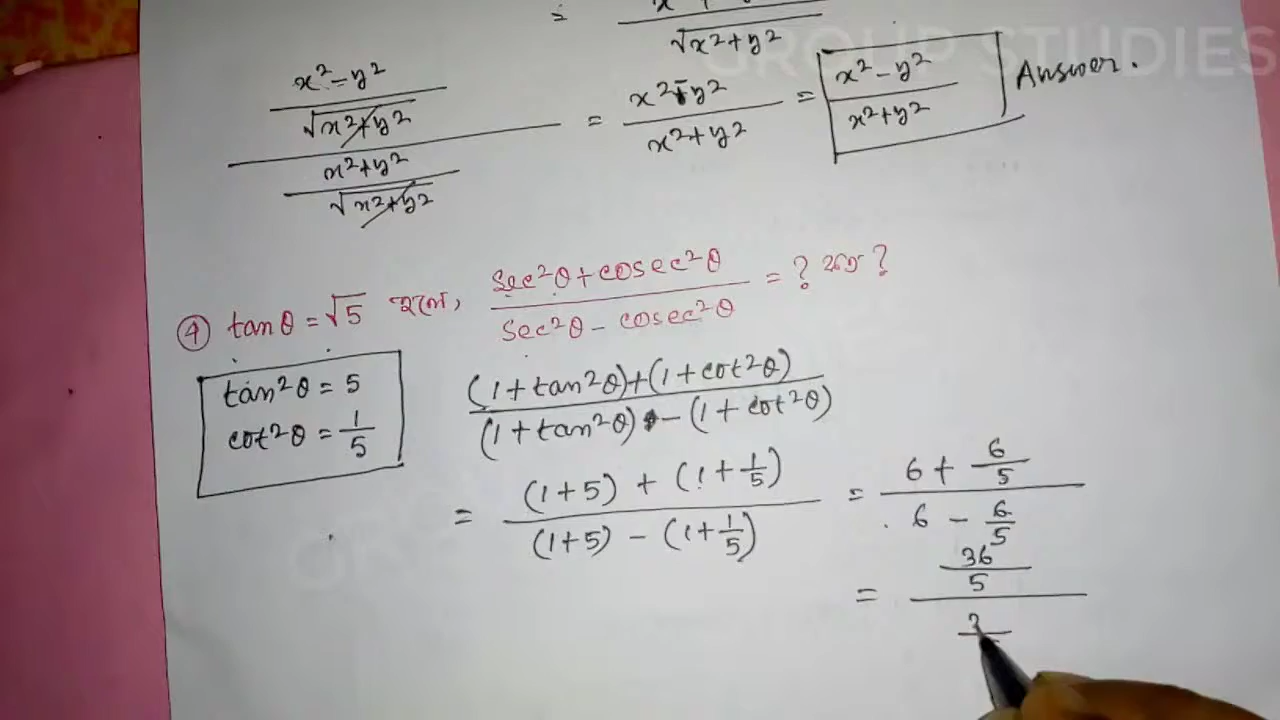 = √x²+y²
x²-y² / √x²+y² / x²+y² / √x²+y² = x²-y² / x²+y² = x²-y² / x²+y² Answer.
④ tanθ = √5 হলে, sec²θ+cosec²θ / sec²θ - cosec²θ = ? কত ?
tan²θ = 5
cot²θ = 1/5
(1+tan²θ)+(1+cot²θ) / (1+tan²θ) - (1+cot²θ)
= (1+5) + (1+1/5) / (1+5) - (1+1/5) = 6 + 6/5 / 6 - 6/5
= 36/5
GROUP STUDIES